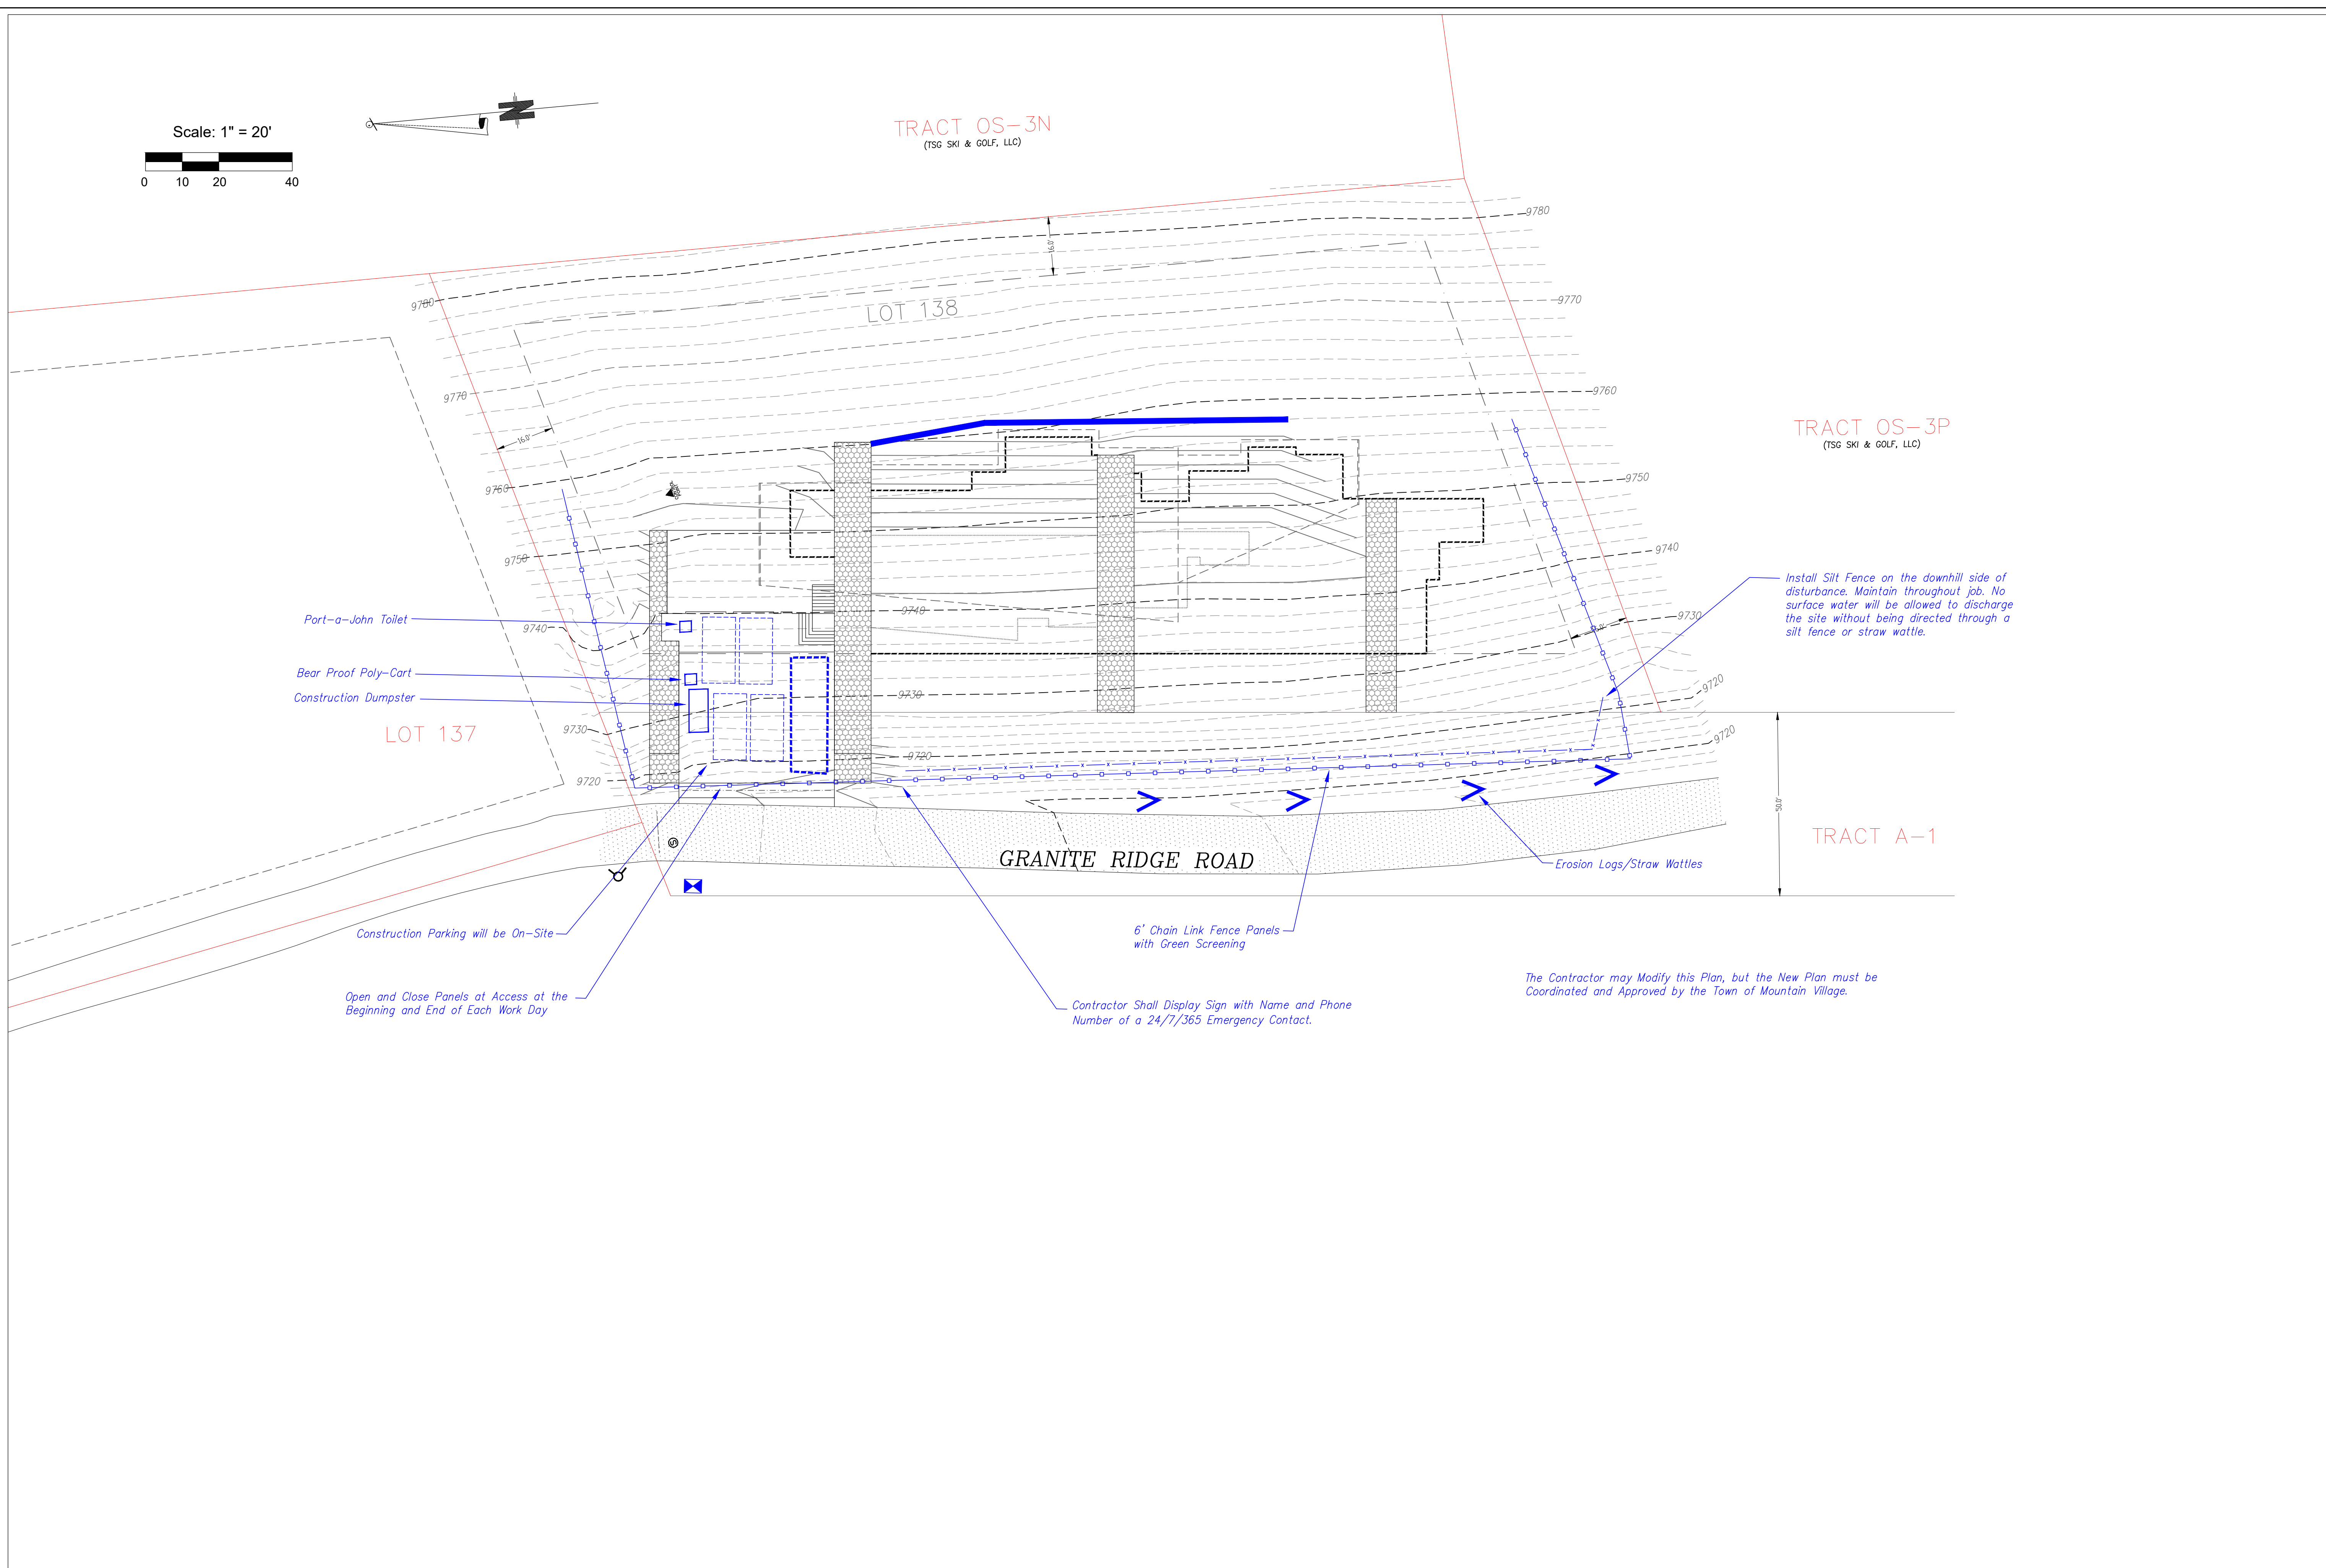 Scale: 1" = 20'
0 10 20 40
N
TRACT OS-3N
(TSG SKI & GOLF, LLC)
9780
16.0'
9780
LOT 138
9770
9770
9760
TRACT OS-3P
(TSG SKI & GOLF, LLC)
16.0'
9760
9750
9750
9740
Install Silt Fence on the downhill side of
disturbance. Maintain throughout job. No
surface water will be allowed to discharge
the site without being directed through a
silt fence or straw wattle.
9740
9730
Port-a-John Toilet
9740
Bear Proof Poly-Cart
Construction Dumpster
9730
9720
LOT 137
9730
9720
9720
9720
50.0'
TRACT A-1
S
GRANITE RIDGE ROAD
Erosion Logs/Straw Wattles
Construction Parking will be On-Site
6' Chain Link Fence Panels
with Green Screening
Open and Close Panels at Access at the
Beginning and End of Each Work Day
Contractor Shall Display Sign with Name and Phone
Number of a 24/7/365 Emergency Contact.
The Contractor may Modify this Plan, but the New Plan must be
Coordinated and Approved by the Town of Mountain Village.